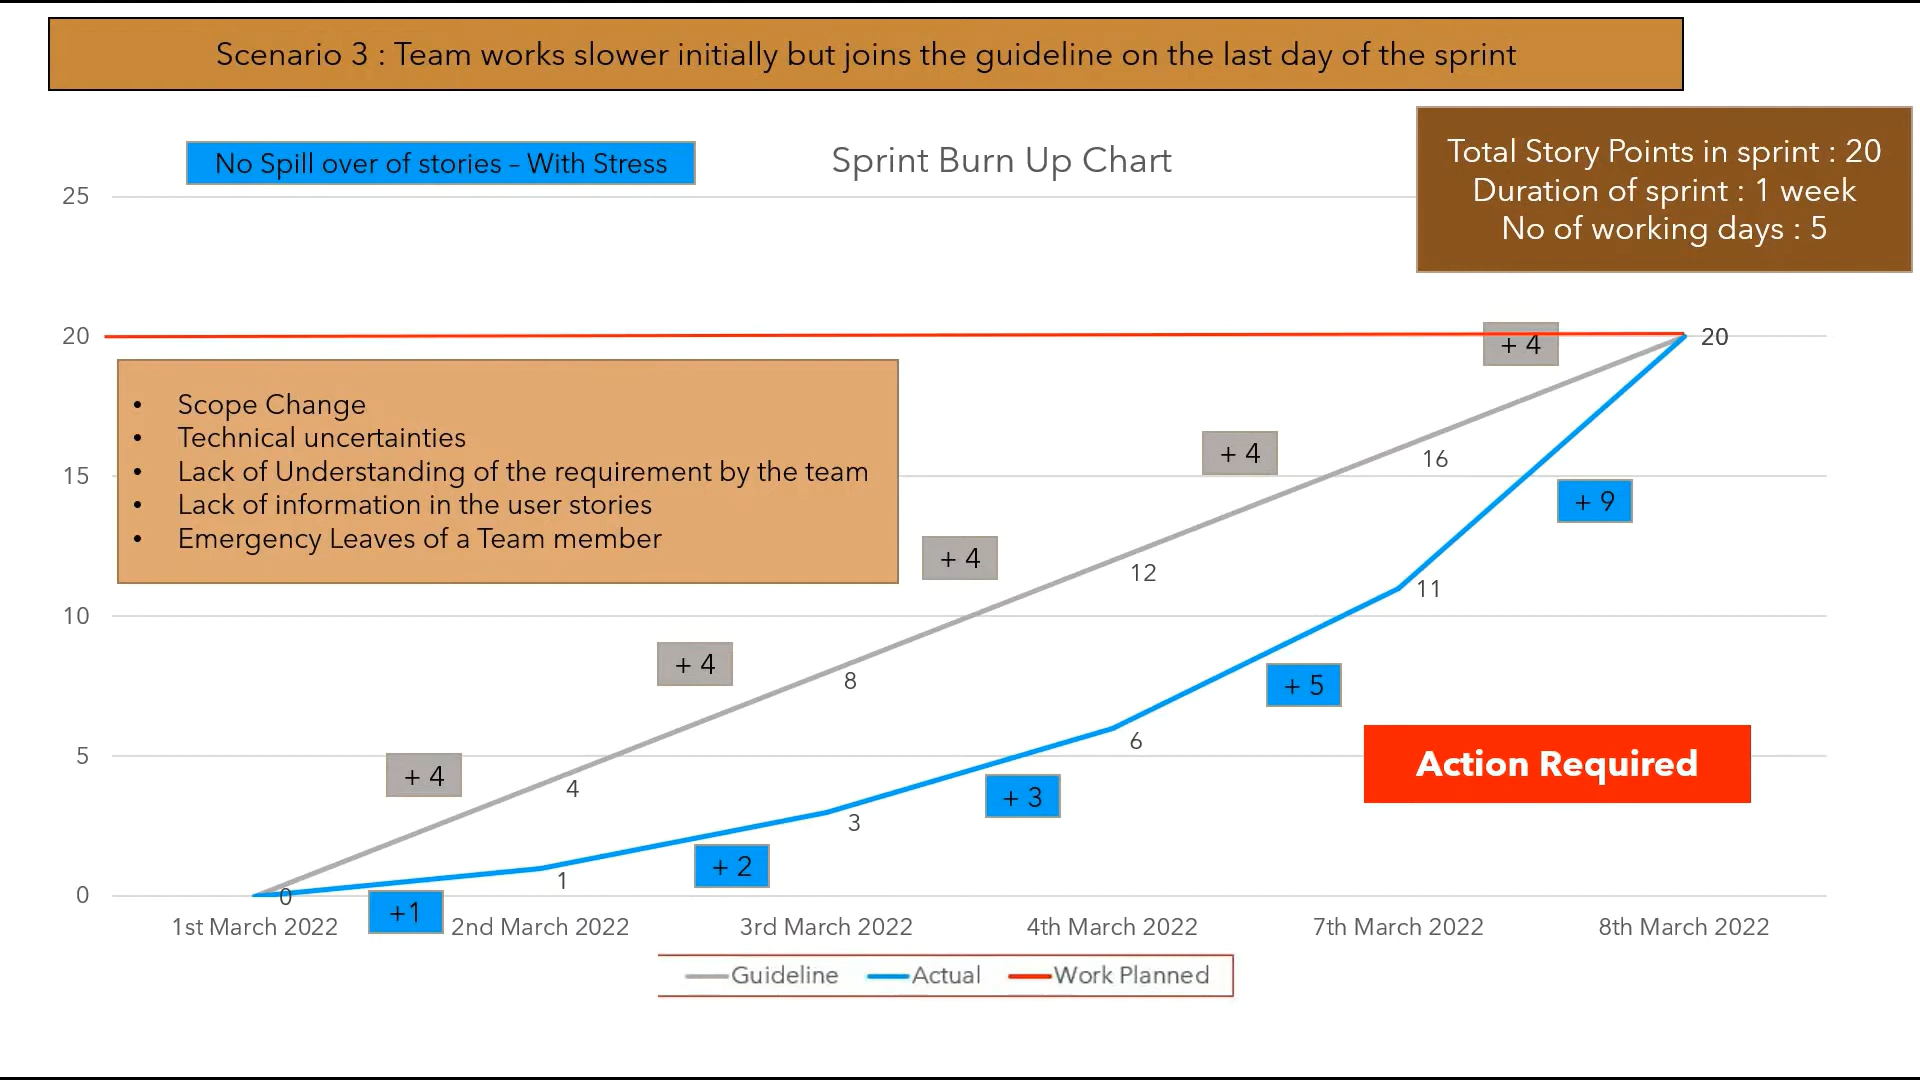 Scenario 3 : Team works slower initially but joins the guideline on the last day of the sprint
No Spill over of stories – With Stress
Sprint Burn Up Chart
Total Story Points in sprint : 20
Duration of sprint : 1 week
No of working days : 5
25
20
+ 4
20
• Scope Change
• Technical uncertainties
• Lack of Understanding of the requirement by the team
• Lack of information in the user stories
• Emergency Leaves of a Team member
+ 4
16
15
+ 9
+ 4
12
11
10
+ 4
8
+ 5
6
5
Action Required
+ 4
4
+ 3
3
+ 2
1
0
0
+1
1st March 2022
2nd March 2022
3rd March 2022
4th March 2022
7th March 2022
8th March 2022
Guideline
Actual
Work Planned